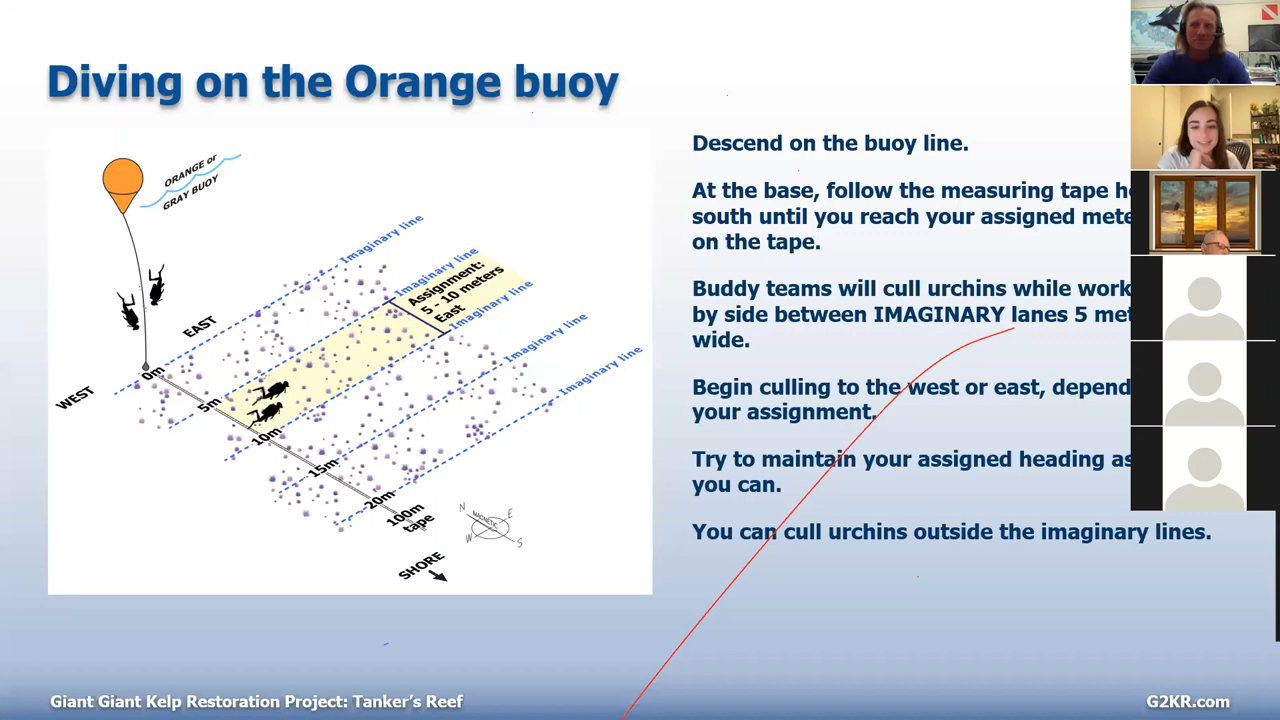 Diving on the Orange buoy
ORANGE or
GRAY BUOY
Imaginary line
Imaginary line
Assignment:
5 - 10 meters
East
Imaginary line
Imaginary line
Imaginary line
EAST
WEST
0m
5m
10m
15m
20m
100m
tape
N
E
MAGNETIC
W
S
SHORE
Descend on the buoy line.
At the base, follow the measuring tape
south until you reach your assigned
on the tape.
Buddy teams will cull urchins while
by side between IMAGINARY lanes 5
wide.
Begin culling to the west or east,
your assignment.
Try to maintain your assigned heading as
you can.
You can cull urchins outside the imaginary lines.
Giant Giant Kelp Restoration Project: Tanker's Reef
G2KR.com